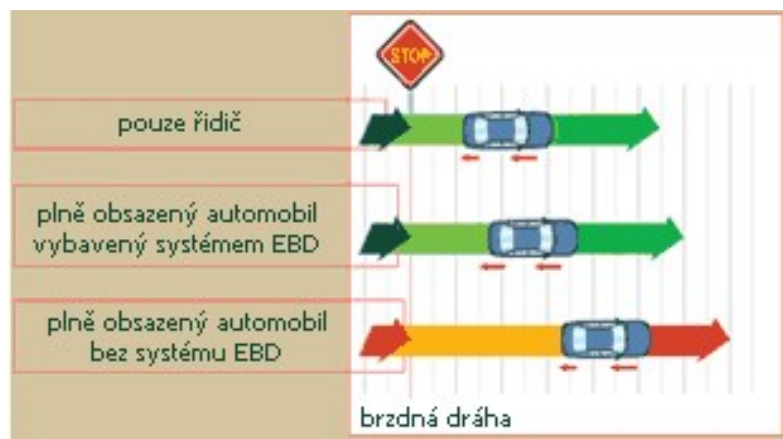 STOP
pouze řidič
plně obsazený automobil
vybavený systémem EBD
plně obsazený automobil
bez systému EBD
brzdná dráha